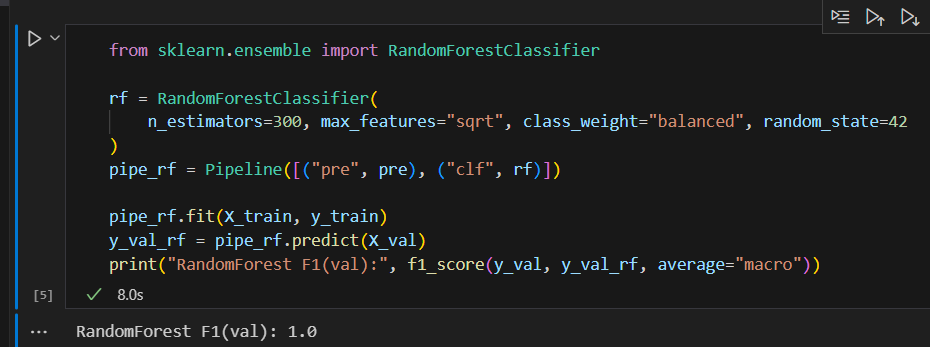 from sklearn.ensemble import RandomForestClassifier
rf = RandomForestClassifier(
n_estimators=300, max_features="sqrt", class_weight="balanced", random_state=42
)
pipe_rf = Pipeline([("pre", pre), ("clf", rf)])
pipe_rf.fit(X_train, y_train)
y_val_rf = pipe_rf.predict(X_val)
print("RandomForest F1(val):", f1_score(y_val, y_val_rf, average="macro"))
[5]
8.0s
... RandomForest F1(val): 1.0